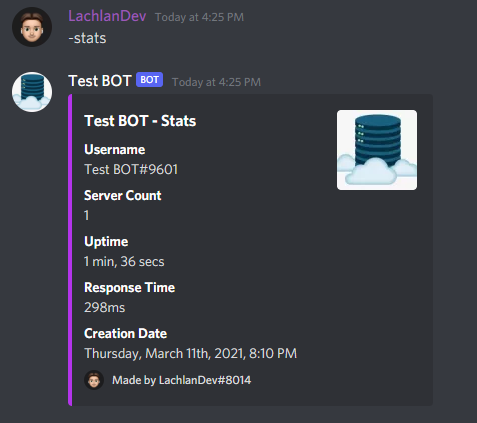 LachlanDev Today at 4:25 PM
-stats
Test BOT BOT Today at 4:25 PM
Test BOT - Stats
Username
Test BOT#9601
Server Count
1
Uptime
1 min, 36 secs
Response Time
298ms
Creation Date
Thursday, March 11th, 2021, 8:10 PM
Made by LachlanDev#8014